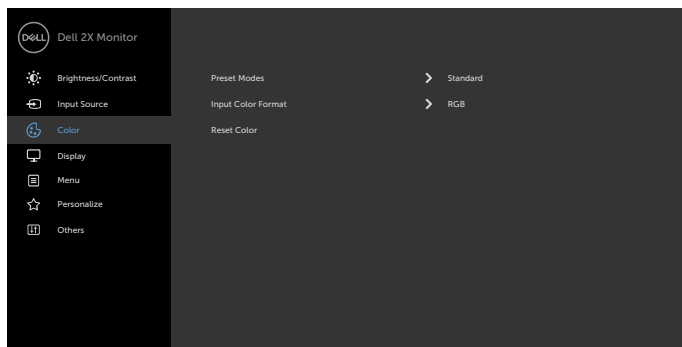 DELL Dell 2X Monitor
Brightness/Contrast Preset Modes Standard
Input Source Input Color Format RGB
Color Reset Color
Display
Menu
Personalize
Others